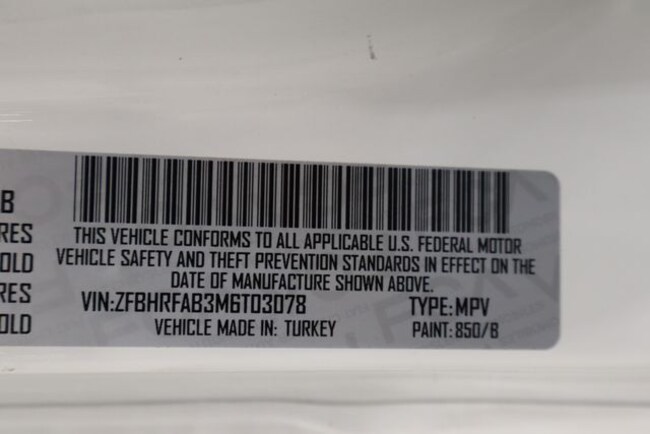 B
RES
OLD
RES
OLD
THIS VEHICLE CONFORMS TO ALL APPLICABLE U.S. FEDERAL MOTOR
VEHICLE SAFETY AND THEFT PREVENTION STANDARDS IN EFFECT ON THE
DATE OF MANUFACTURE SHOWN ABOVE.
VIN:ZFBHRFAB3M6T03078 TYPE:MPV
VEHICLE MADE IN: TURKEY PAINT: 850/B